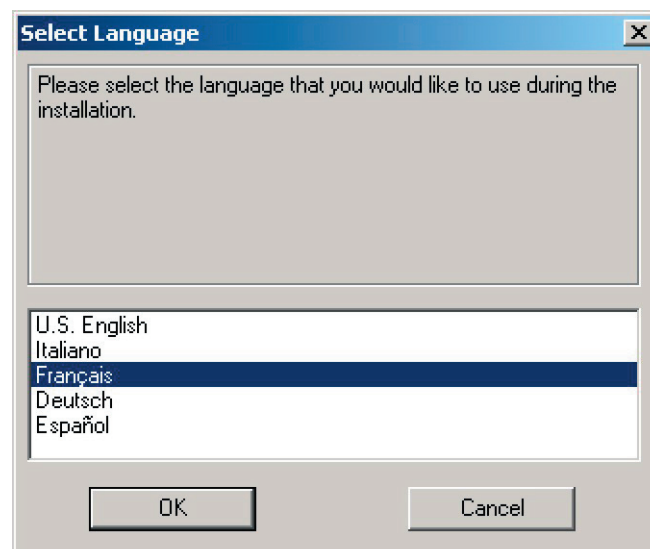 Select Language
Please select the language that you would like to use during the
installation.
U.S. English
Italiano
Français
Deutsch
Español
OK
Cancel